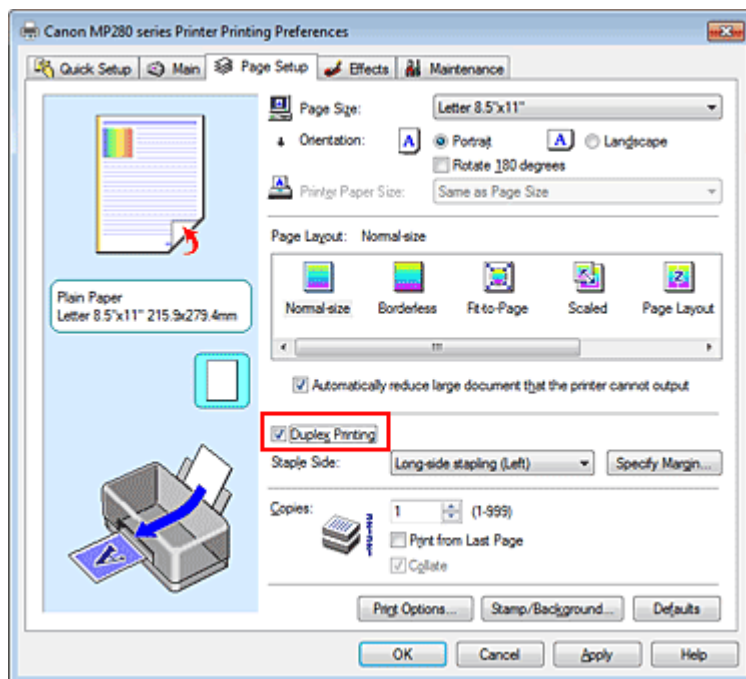 Canon MP280 series Printer Printing Preferences
Quick Setup Main Page Setup Effects Maintenance
Page Size: Letter 8.5"x11"
Orientation: A Portrait A Landscape
Rotate 180 degrees
Printer Paper Size: Same as Page Size
Page Layout: Normal-size
Normal-size Borderless Fit-to-Page Scaled Page Layout
Automatically reduce large document that the printer cannot output
Plain Paper
Letter 8.5"x11" 215.9x279.4mm
Duplex Printing
Staple Side: Long-side stapling (Left) Specify Margin...
Copies: 1 (1-999)
Print from Last Page
Collate
Print Options... Stamp/Background... Defaults
OK Cancel Apply Help